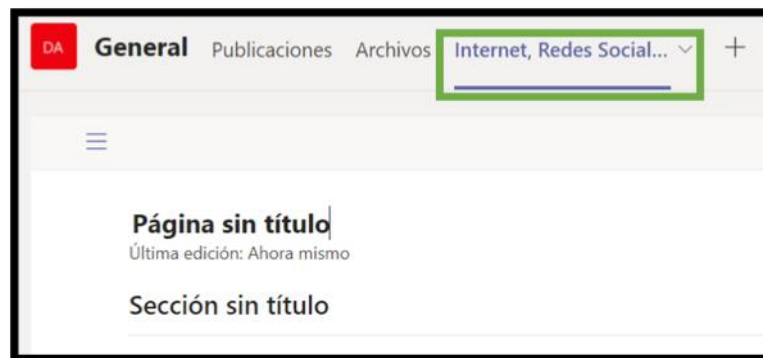 DA General Publicaciones Archivos Internet, Redes Social...
Página sin título
Última edición: Ahora mismo
Sección sin título